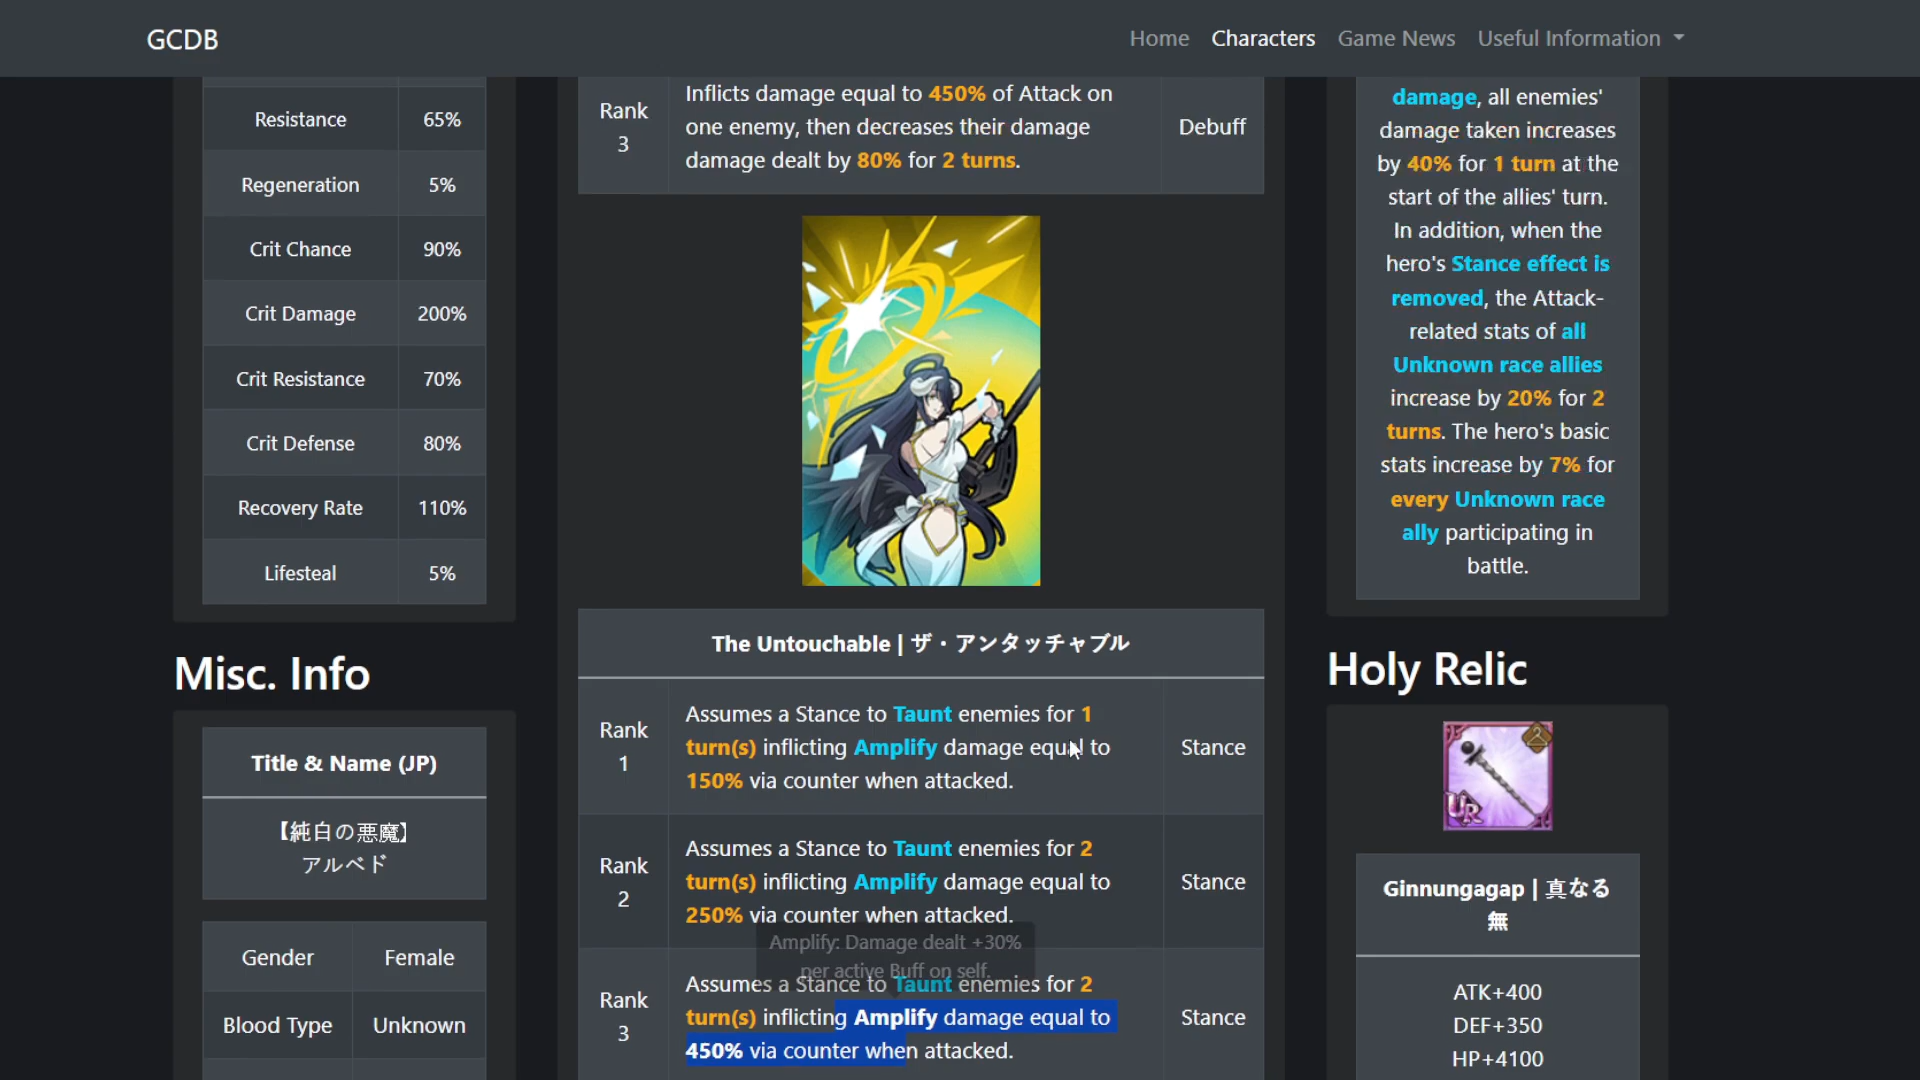 GCDB
Home Characters Game News Useful Information
Resistance 65%
Regeneration 5%
Crit Chance 90%
Crit Damage 200%
Crit Resistance 70%
Crit Defense 80%
Recovery Rate 110%
Lifesteal 5%
Misc. Info
Title & Name (JP)
【純白の悪魔】
アルベド
Gender Female
Blood Type Unknown
Rank
3
Inflicts damage equal to 450% of Attack on
one enemy, then decreases their damage
damage dealt by 80% for 2 turns.
Debuff
The Untouchable | ザ・アンタッチャブル
Rank
1
Assumes a Stance to Taunt enemies for 1
turn(s) inflicting Amplify damage equal to
150% via counter when attacked.
Stance
Rank
2
Assumes a Stance to Taunt enemies for 2
turn(s) inflicting Amplify damage equal to
250% via counter when attacked.
Stance
Amplify: Damage dealt +30%
per active Buff on self.
Rank
3
Assumes a Stance to Taunt enemies for 2
turn(s) inflicting Amplify damage equal to
450% via counter when attacked.
Stance
damage, all enemies'
damage taken increases
by 40% for 1 turn at the
start of the allies' turn.
In addition, when the
hero's Stance effect is
removed, the Attack-
related stats of all
Unknown race allies
increase by 20% for 2
turns. The hero's basic
stats increase by 7% for
every Unknown race
ally participating in
battle.
Holy Relic
2
UR
Ginnungagap | 真なる
無
ATK+400
DEF+350
HP+4100